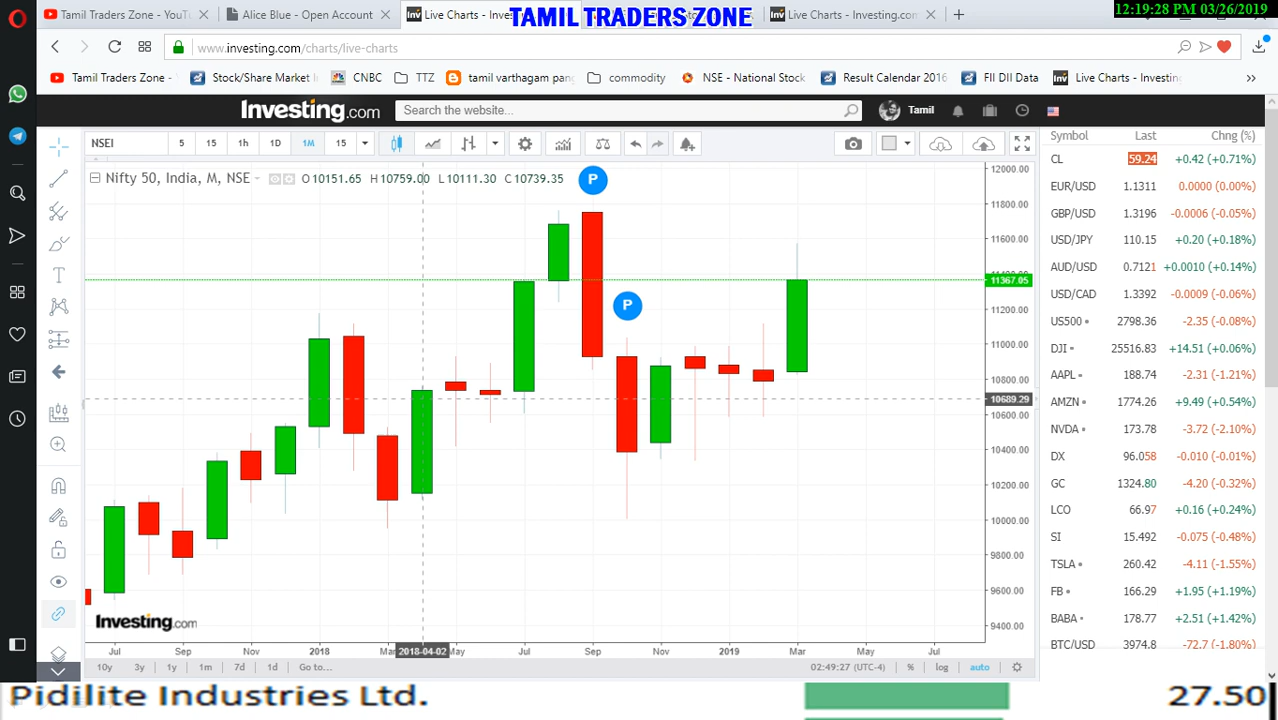 Tamil Traders Zone - YouTu
Alice Blue - Open Account
Live Charts - Investing
Live Charts - Investing.com
TAMIL TRADERS ZONE
12:19:28 PM 03/26/2019
www.investing.com/charts/live-charts
Tamil Traders Zone -
Stock/Share Market I
CNBC
TTZ
tamil varthagam pan
commodity
NSE - National Stock
Result Calendar 2016
FII DII Data
Live Charts - Investing
Investing.com
Search the website...
Tamil
NSEI
5 15 1h 1D 1M 15
Nifty 50, India, M, NSE
O10151.65 H10759.00 L10111.30 C10739.35
P
P
12000.00
11800.00
11600.00
11400.00
11367.05
11200.00
11000.00
10800.00
10689.29
10400.00
10200.00
10000.00
9800.00
9600.00
9400.00
Investing.com
Jul Sep Nov 2018 Mar 2018-04-02 May Jul Sep Nov 2019 Mar May Jul
10y 3y 1y 1m 7d 1d Go to...
02:49:27 (UTC-4) % log auto
Symbol Last Chng (%)
CL 59.24 +0.42 (+0.71%)
EUR/USD 1.1311 0.0000 (0.00%)
GBP/USD 1.3196 -0.0006 (-0.05%)
USD/JPY 110.15 +0.20 (+0.18%)
AUD/USD 0.7121 +0.0010 (+0.14%)
USD/CAD 1.3392 -0.0009 (-0.06%)
US500 2798.36 -2.35 (-0.08%)
DJI 25516.83 +14.51 (+0.06%)
AAPL 188.74 -2.31 (-1.21%)
AMZN 1774.26 +9.49 (+0.54%)
NVDA 173.78 -3.72 (-2.10%)
DX 96.058 -0.010 (-0.01%)
GC 1324.80 -4.20 (-0.32%)
LCO 66.97 +0.16 (+0.24%)
SI 15.492 -0.075 (-0.48%)
TSLA 260.42 -4.11 (-1.55%)
FB 166.29 +1.95 (+1.19%)
BABA 178.77 +2.51 (+1.42%)
BTC/USD 3974.8 -72.7 (-1.80%)
Pidilite Industries Ltd. 27.50